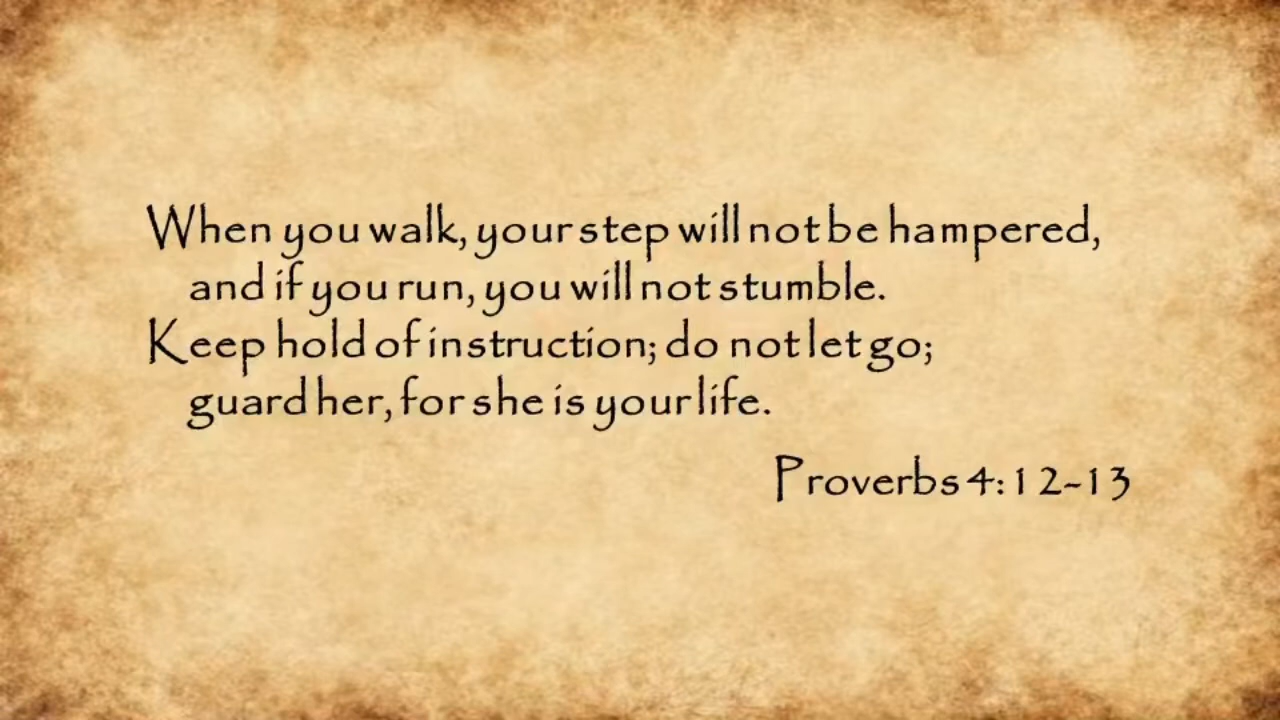 When you walk, your step will not be hampered,
and if you run, you will not stumble.
Keep hold of instruction; do not let go;
guard her, for she is your life.
Proverbs 4:12-13